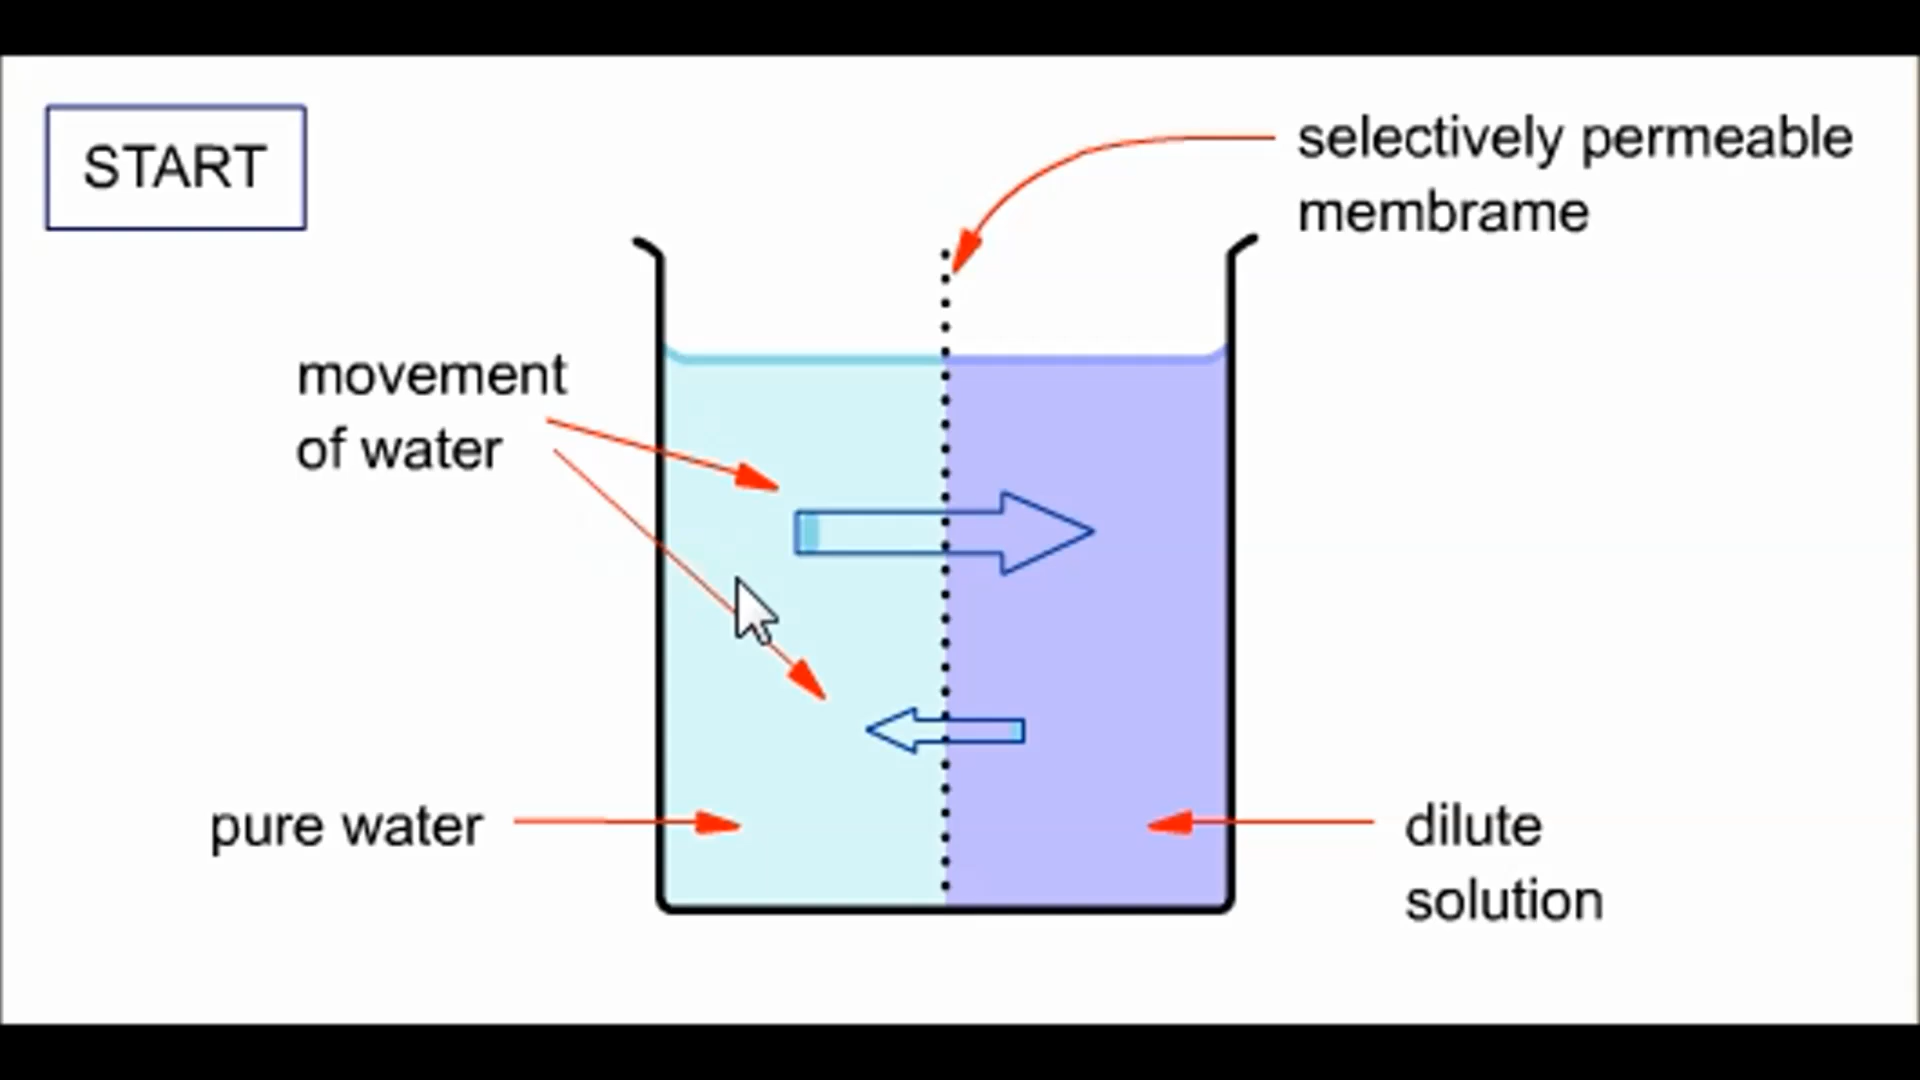 START
selectively permeable
membrame
movement
of water
pure water
dilute
solution